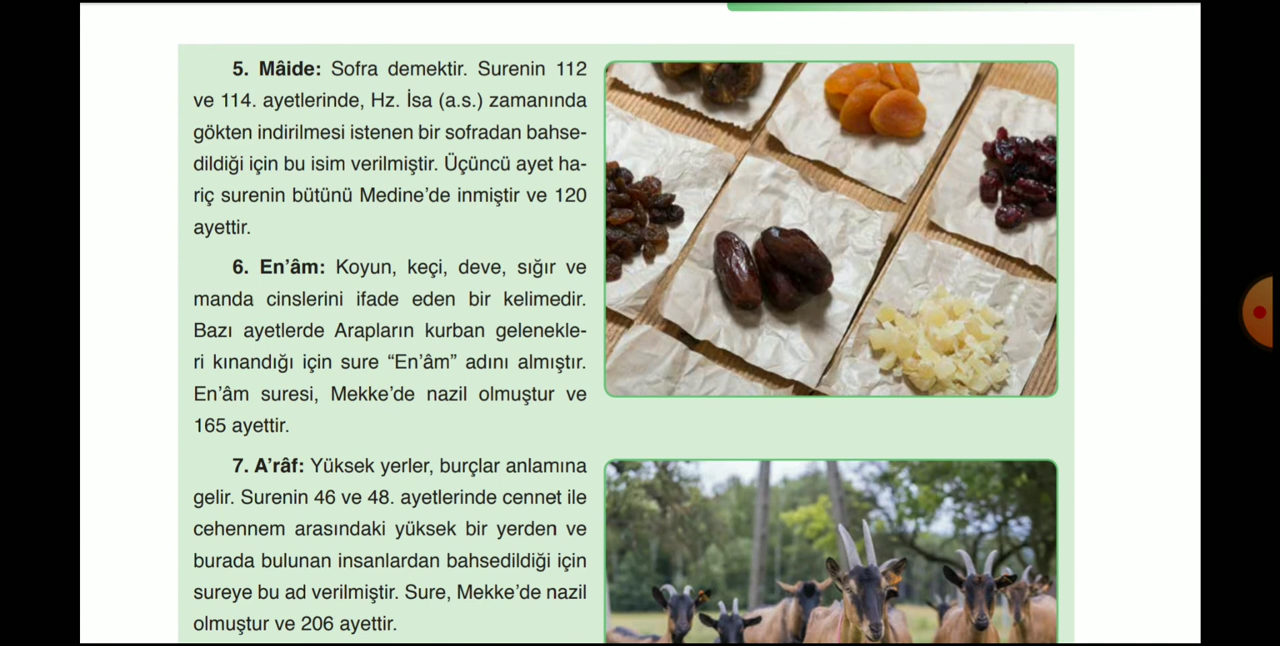 5. Mâide: Sofra demektir. Surenin 112
ve 114. ayetlerinde, Hz. İsa (a.s.) zamanında
gökten indirilmesi istenen bir sofradan bahse-
dildiği için bu isim verilmiştir. Üçüncü ayet ha-
riç surenin bütünü Medine’de inmiştir ve 120
ayettir.
6. En’âm: Koyun, keçi, deve, sığır ve
manda cinslerini ifade eden bir kelimedir.
Bazı ayetlerde Arapların kurban gelenekle-
ri kınandığı için sure “En’âm” adını almıştır.
En’âm suresi, Mekke’de nazil olmuştur ve
165 ayettir.
7. A’râf: Yüksek yerler, burçlar anlamına
gelir. Surenin 46 ve 48. ayetlerinde cennet ile
cehennem arasındaki yüksek bir yerden ve
burada bulunan insanlardan bahsedildiği için
sureye bu ad verilmiştir. Sure, Mekke’de nazil
olmuştur ve 206 ayettir.